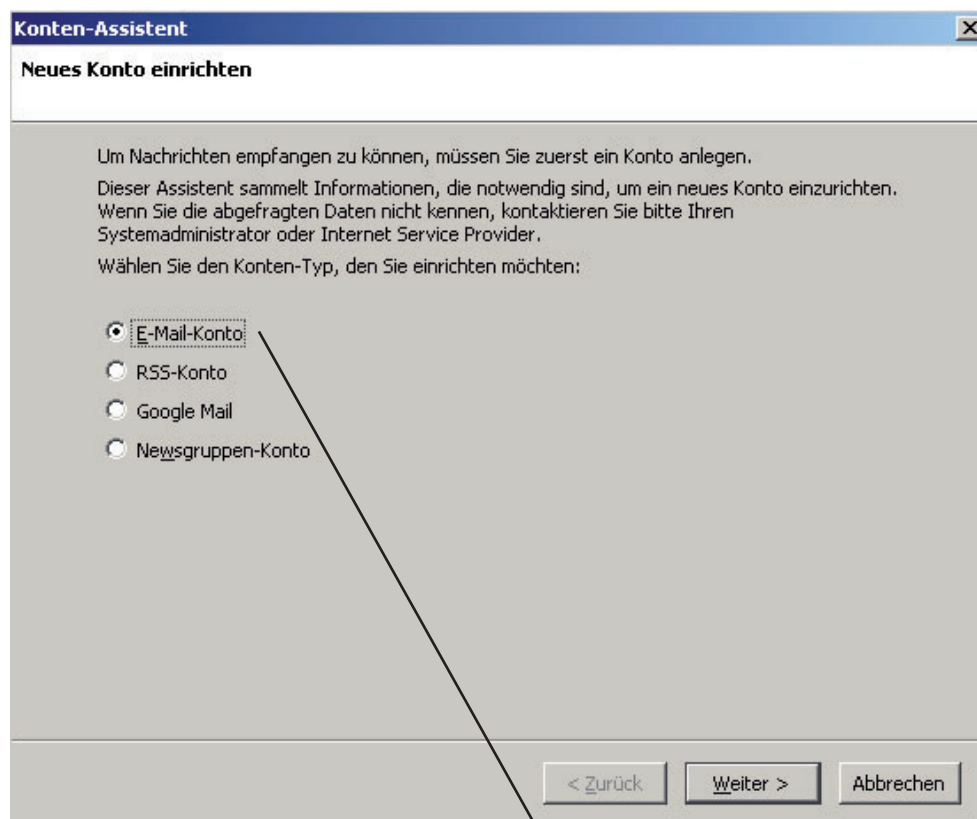 Konten-Assistent
Neues Konto einrichten
Um Nachrichten empfangen zu können, müssen Sie zuerst ein Konto anlegen.
Dieser Assistent sammelt Informationen, die notwendig sind, um ein neues Konto einzurichten.
Wenn Sie die abgefragten Daten nicht kennen, kontaktieren Sie bitte Ihren
Systemadministrator oder Internet Service Provider.
Wählen Sie den Konten-Typ, den Sie einrichten möchten:
E-Mail-Konto
RSS-Konto
Google Mail
Newsgruppen-Konto
< Zurück Weiter > Abbrechen